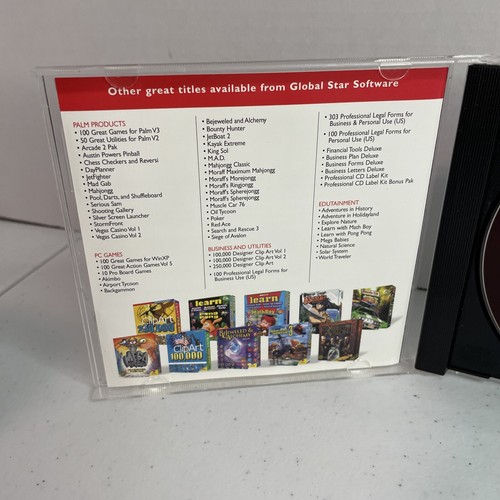 Other great titles available from Global Star Software
PALM PRODUCTS
• 100 Great Games for Palm V3
• 50 Great Utilities for Palm V2
• Arcade 2 Pak
• Austin Powers Pinball
• Chess Checkers and Reversi
• DayPlanner
• JetFighter
• Mad Gab
• Mahjongg
• Pool, Darts, and Shuffleboard
• Serious Sam
• Shooting Gallery
• Silver Screen Launcher
• StormFront
• Vegas Casino Vol 1
• Vegas Casino Vol 2
PC GAMES
• 100 Great Games for WinXP
• 100 Great Action Games Vol 5
• 10 Pro Board Games
• Akimbo
• Airport Tycoon
• Backgammon
• Bejeweled and Alchemy
• Bounty Hunter
• JetBoat 2
• Kayak Extreme
• King Sol
• M.A.D.
• Mahjongg Classic
• Moraff Maximum Mahjongg
• Moraff's Morejongg
• Moraff's Ringjongg
• Moraff's Spherejongg
• Moraff's Spherejongg
• Muscle Car 76
• Oil Tycoon
• Poker
• Red Ace
• Search and Rescue 3
• Siege of Avalon
BUSINESS AND UTILITIES
• 100,000 Designer Clip Art Vol 1
• 100,000 Designer Clip Art Vol 2
• 250,000 Designer Clip Art
• 100 Professional Legal Forms for
Business Use (US)
• 303 Professional Legal Forms for
Business & Personal Use (US)
• 100 Professional Legal Forms for
Personal Use (US)
• Financial Tools Deluxe
• Business Plan Deluxe
• Business Forms Deluxe
• Business Letters Deluxe
• Professional CD Label Kit
• Professional CD Label Kit Bonus Pak
EDUTAINMENT
• Adventures in History
• Adventure in Holidayland
• Explore Nature
• Learn with Math Boy
• Learn with Pong Pong
• Mega Babies
• Natural Science
• Solar System
• World Traveler
ClipArt
learn
learn
ClipArt
100,000
BEJEWELED
& ALCHEMY